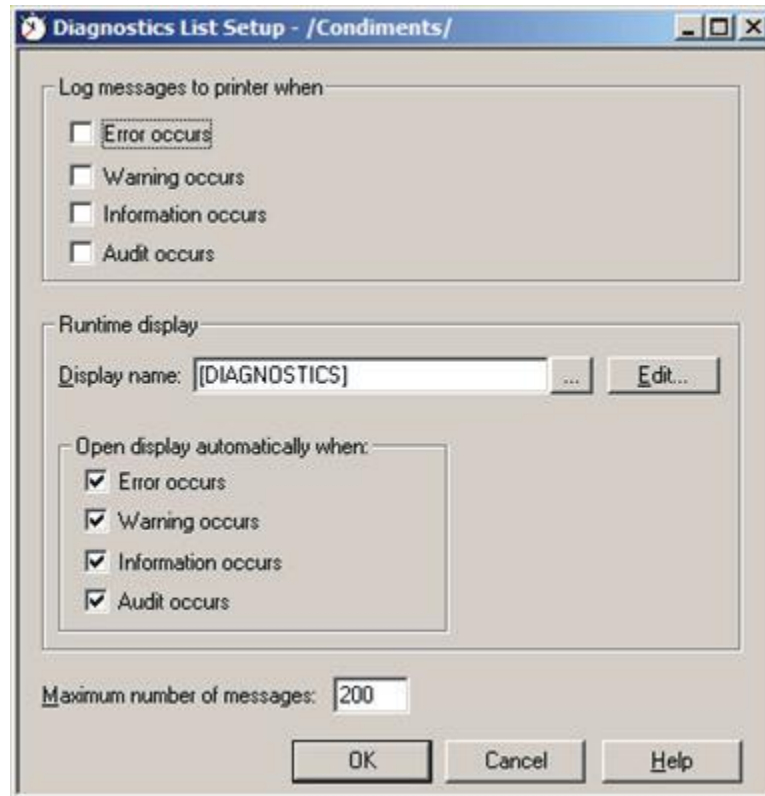 Diagnostics List Setup - /Condiments/
Log messages to printer when
Error occurs
Warning occurs
Information occurs
Audit occurs
Runtime display
Display name: [DIAGNOSTICS] ... Edit...
Open display automatically when:
Error occurs
Warning occurs
Information occurs
Audit occurs
Maximum number of messages: 200
OK Cancel Help